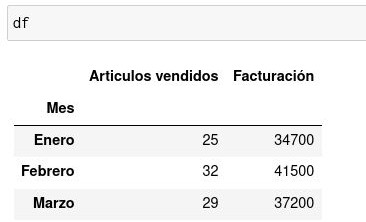 df
Articulos vendidos Facturación
Mes
Enero 25 34700
Febrero 32 41500
Marzo 29 37200